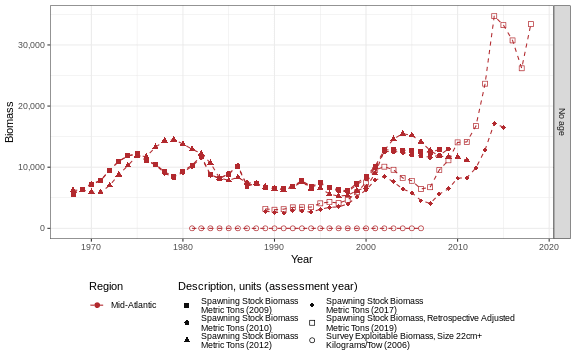 Biomass
30,000
20,000
10,000
0
1970
1980
1990
2000
2010
2020
Year
No age
Region
Mid-Atlantic
Description, units (assessment year)
Spawning Stock Biomass
Metric Tons (2009)
Spawning Stock Biomass
Metric Tons (2010)
Spawning Stock Biomass
Metric Tons (2012)
Spawning Stock Biomass
Metric Tons (2017)
Spawning Stock Biomass, Retrospective Adjusted
Metric Tons (2019)
Survey Exploitable Biomass, Size 22cm+
Kilograms/Tow (2006)